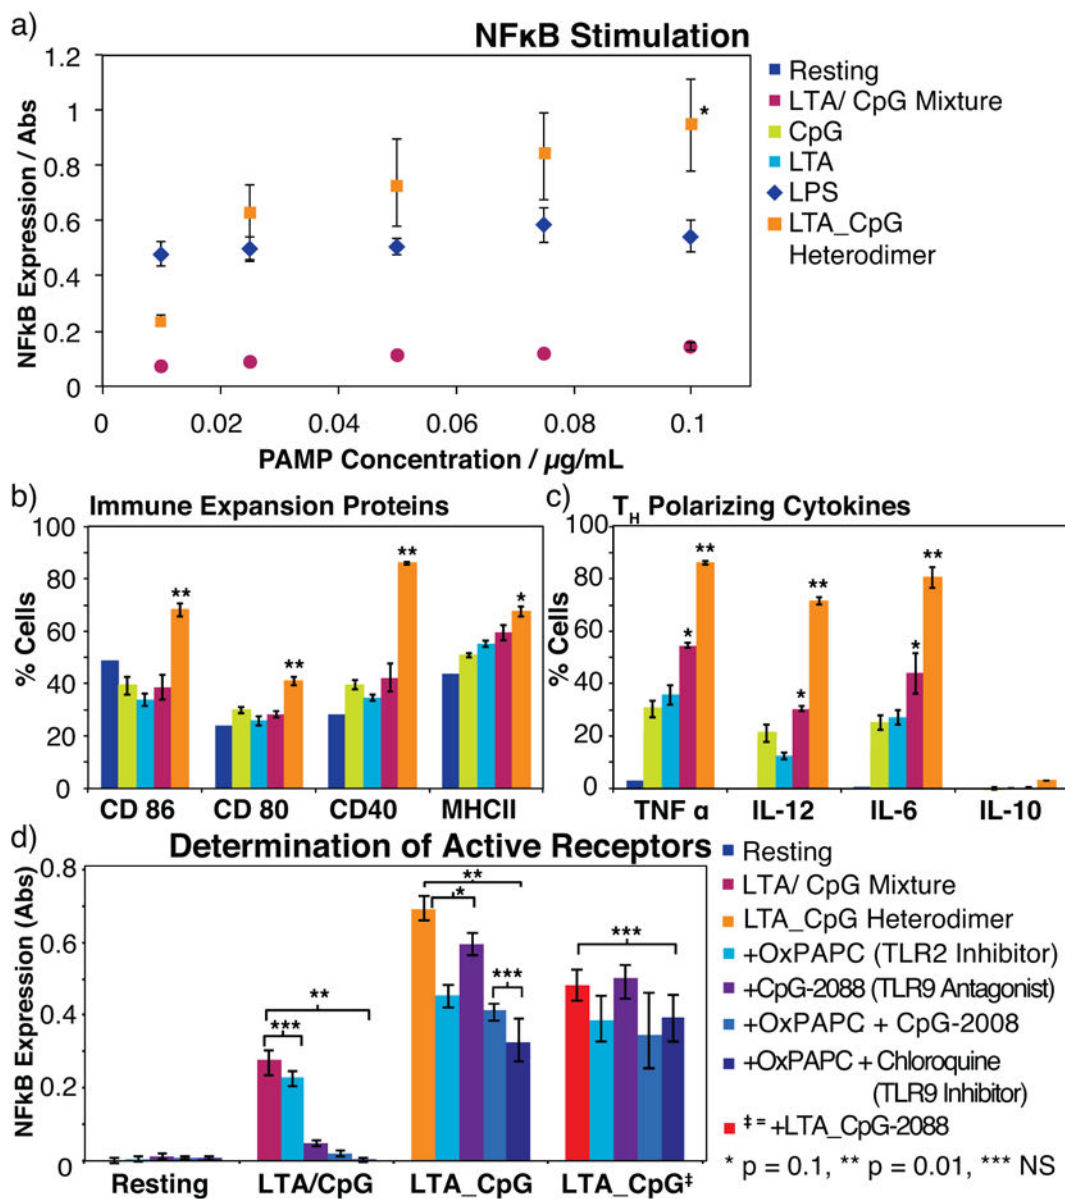 a)
NFκB Stimulation
NFkB Expression / Abs
1.2
1
0.8
0.6
0.4
0.2
0
*
0
0.02
0.04
0.06
0.08
0.1
PAMP Concentration / µg/mL
Resting
LTA/ CpG Mixture
CpG
LTA
LPS
LTA_CpG
Heterodimer
b)
Immune Expansion Proteins
% Cells
100
80
60
40
20
0
**
**
**
*
CD 86
CD 80
CD40
MHCII
c)
TH Polarizing Cytokines
% Cells
100
80
60
40
20
0
*
**
*
**
*
**
TNF α
IL-12
IL-6
IL-10
d)
Determination of Active Receptors
NFkB Expression (Abs)
0.8
0.6
0.4
0.2
0
**
***
**
*
***
***
Resting
LTA/CpG
LTA_CpG
LTA_CpG‡
Resting
LTA/ CpG Mixture
LTA_CpG Heterodimer
+OxPAPC (TLR2 Inhibitor)
+CpG-2088 (TLR9 Antagonist)
+OxPAPC + CpG-2008
+OxPAPC + Chloroquine
(TLR9 Inhibitor)
‡ = +LTA_CpG-2088
* p = 0.1, ** p = 0.01, *** NS